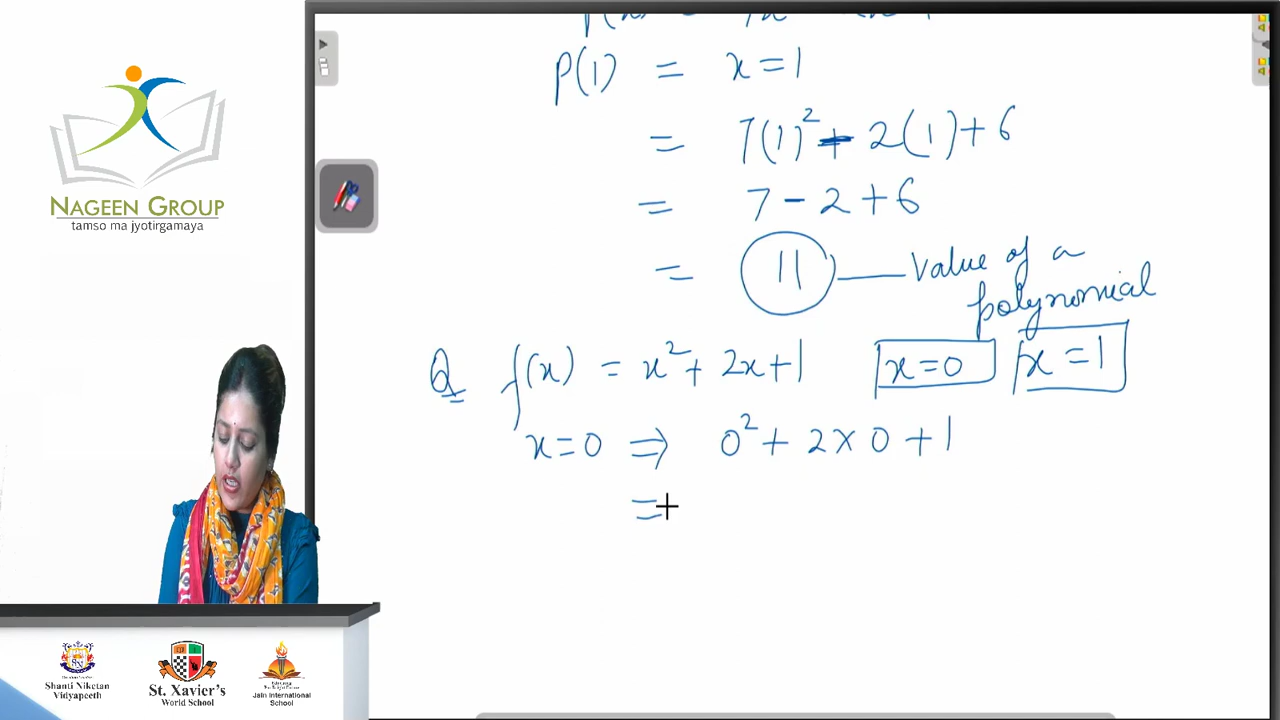 NAGEEN GROUP
tamso ma jyotirgamaya
P(1) = x=1
= 7(1)² - 2(1)+6
= 7-2+6
= 11 — Value of a polynomial
Q f(x) = x²+2x+1 x=0 x=1
x=0 ⇒ 0²+2×0+1
=
Shanti Niketan
Vidyapeeth
St. Xavier's
World School
Jain International
School